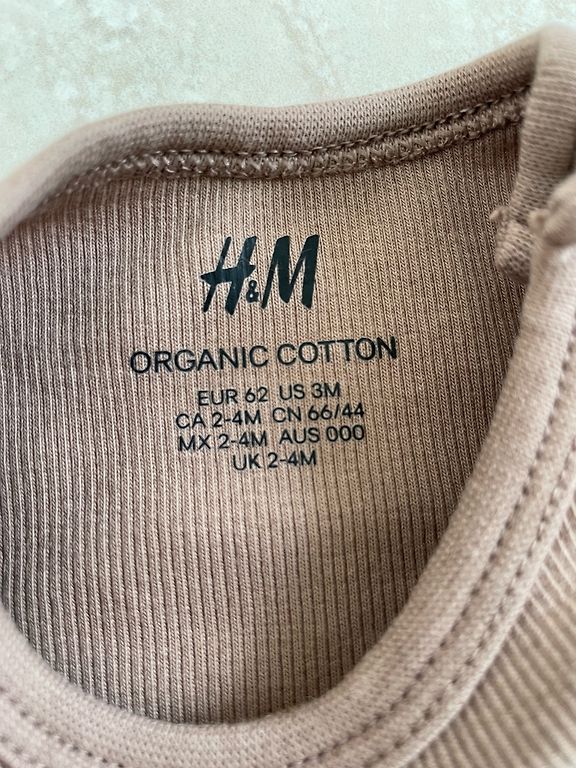 H&M
ORGANIC COTTON
EUR 62 US 3M
CA 2-4M CN 66/44
MX 2-4M AUS 000
UK 2-4M